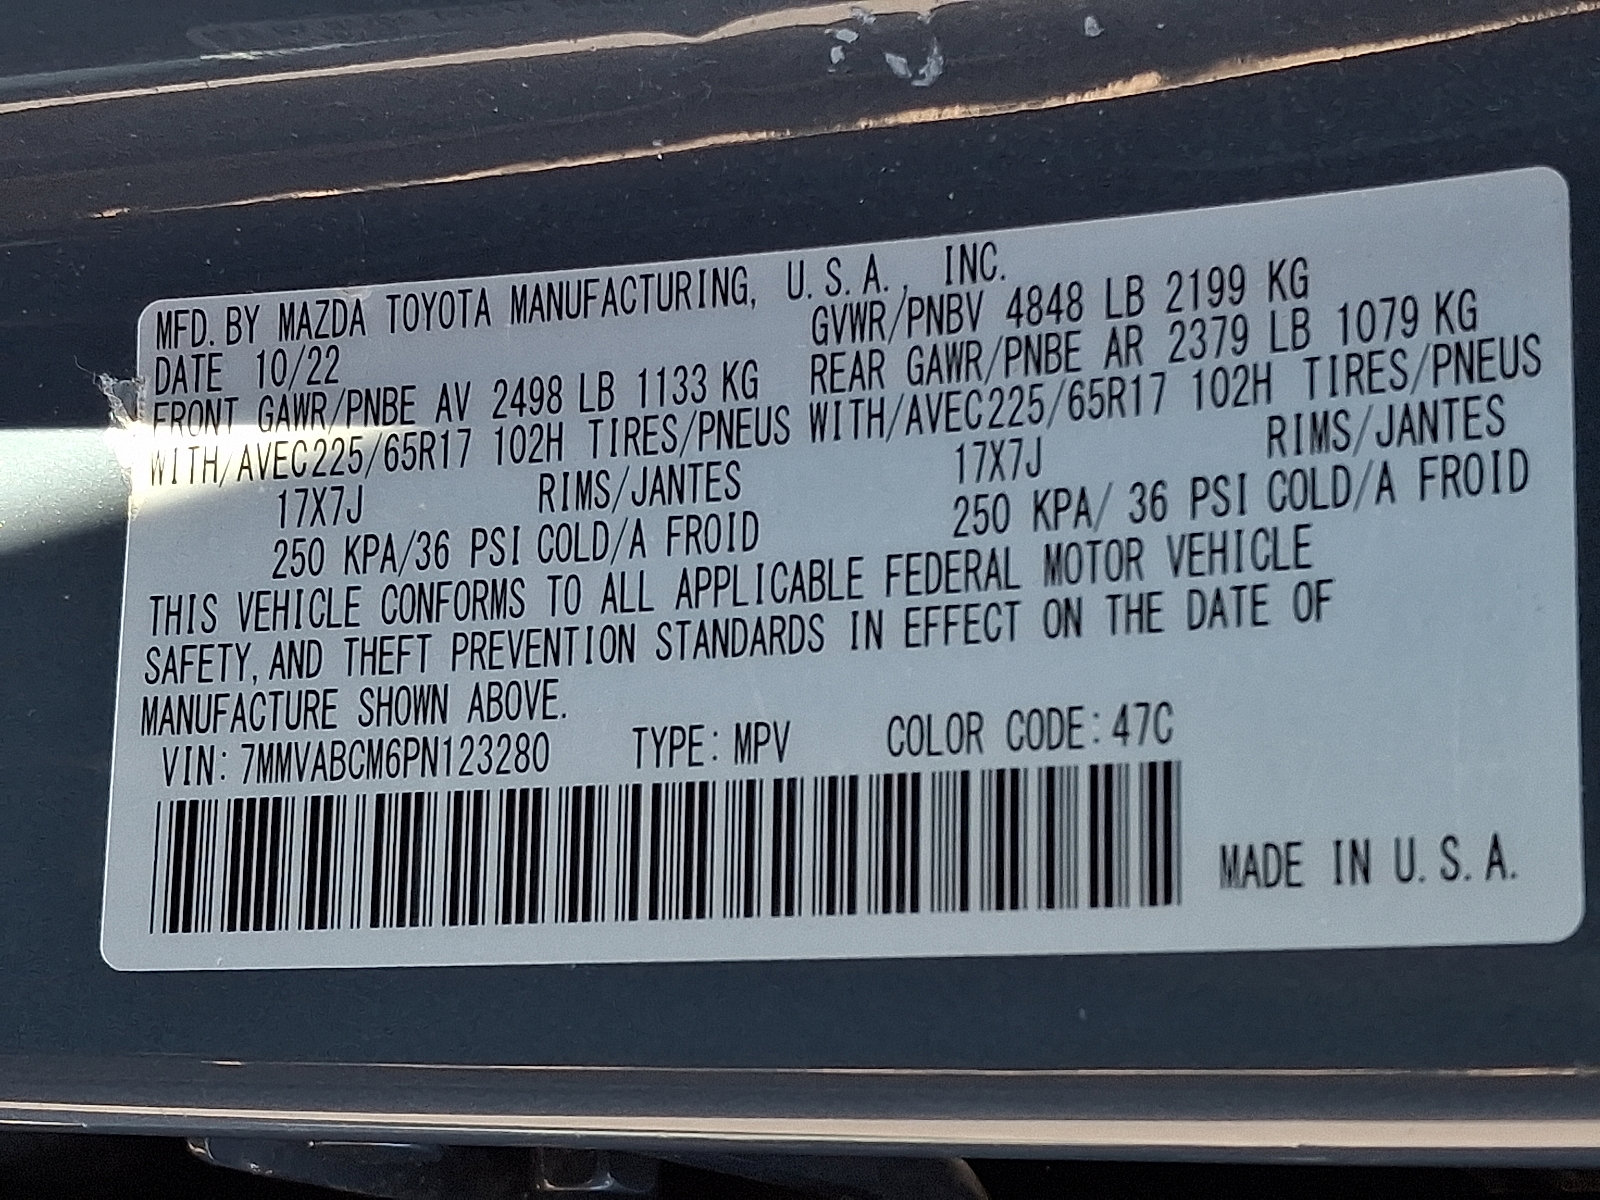 MFD. BY MAZDA TOYOTA MANUFACTURING, U.S.A., INC.
DATE 10/22 GVWR/PNBV 4848 LB 2199 KG
FRONT GAWR/PNBE AV 2498 LB 1133 KG REAR GAWR/PNBE AR 2379 LB 1079 KG
WITH/AVEC225/65R17 102H TIRES/PNEUS WITH/AVEC225/65R17 102H TIRES/PNEUS
17X7J RIMS/JANTES 17X7J RIMS/JANTES
250 KPA/36 PSI COLD/A FROID 250 KPA/ 36 PSI COLD/A FROID
THIS VEHICLE CONFORMS TO ALL APPLICABLE FEDERAL MOTOR VEHICLE
SAFETY, AND THEFT PREVENTION STANDARDS IN EFFECT ON THE DATE OF
MANUFACTURE SHOWN ABOVE.
VIN: 7MMVABCM6PN123280 TYPE: MPV COLOR CODE: 47C
MADE IN U.S.A.